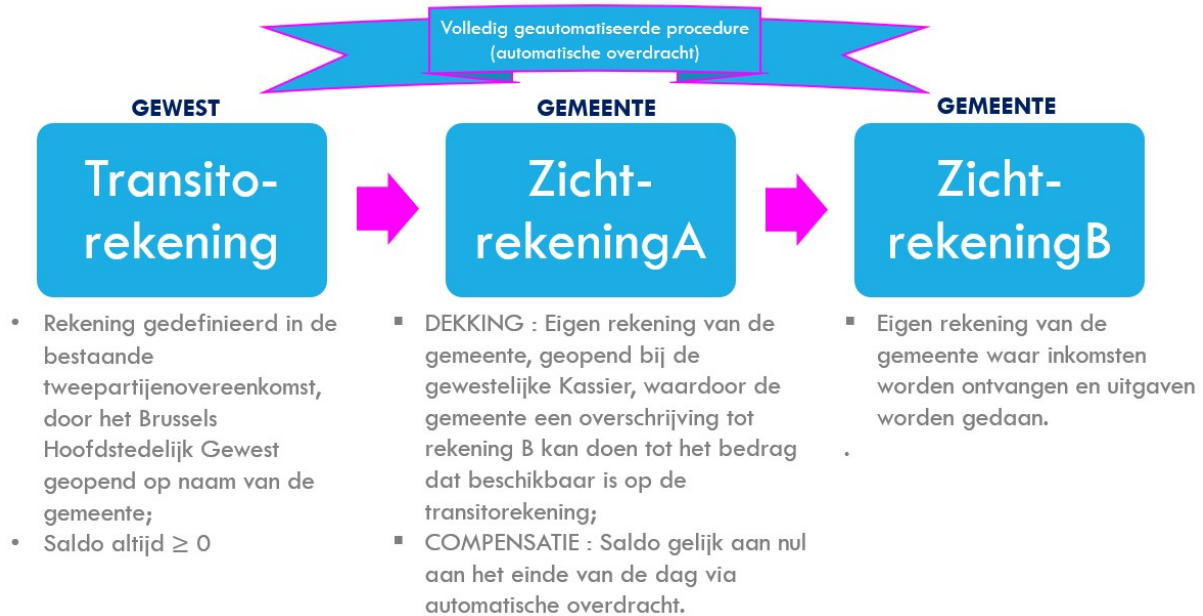 Volledig geautomatiseerde procedure
(automatische overdracht)
GEWEST
Transito-
rekening
• Rekening gedefinieerd in de
bestaande
tweepartijenovereenkomst,
door het Brussels
Hoofdstedelijk Gewest
geopend op naam van de
gemeente;
• Saldo altijd ≥ 0
GEMEENTE
Zicht-
rekeningA
▪ DEKKING : Eigen rekening van de
gemeente, geopend bij de
gewestelijke Kassier, waardoor de
gemeente een overschrijving tot
rekening B kan doen tot het bedrag
dat beschikbaar is op de
transitorekening;
▪ COMPENSATIE : Saldo gelijk aan nul
aan het einde van de dag via
automatische overdracht.
GEMEENTE
Zicht-
rekeningB
▪ Eigen rekening van de
gemeente waar inkomsten
worden ontvangen en uitgaven
worden gedaan.
.